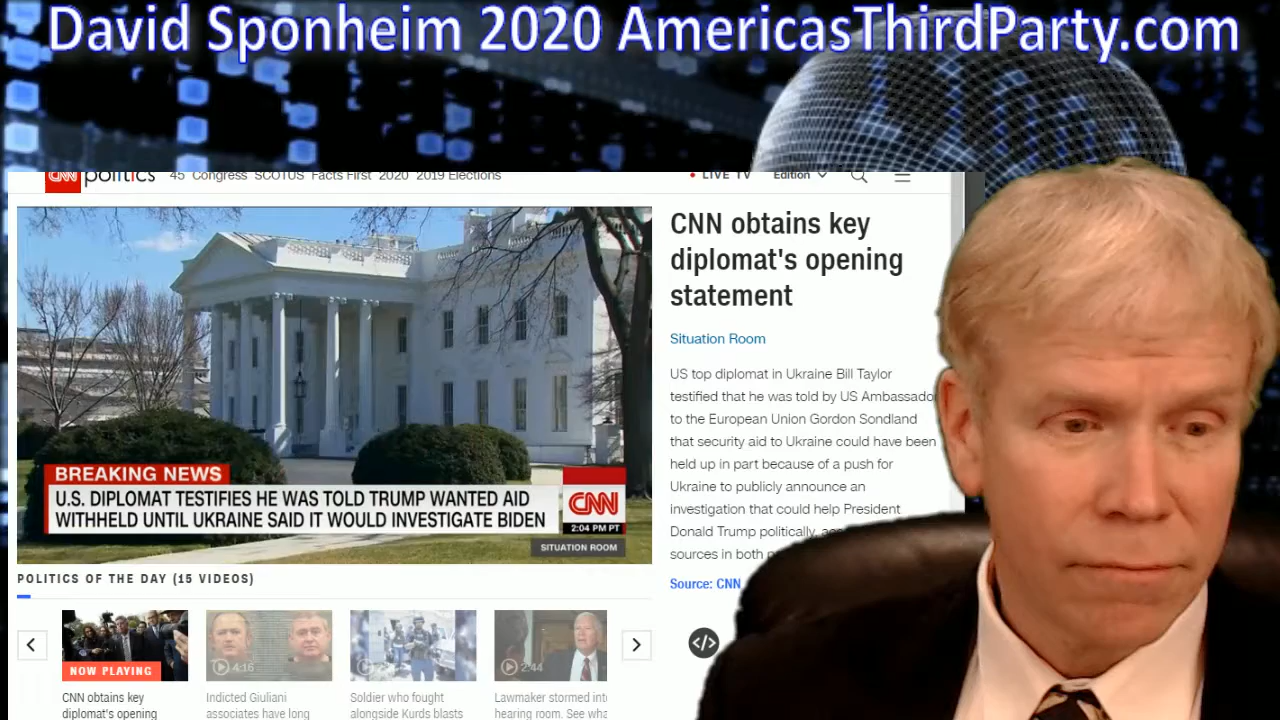 David Sponheim 2020 AmericasThirdParty.com
CNN politics 45 Congress SCOTUS Facts First 2020 2019 Elections
LIVE TV Edition
CNN obtains key
diplomat's opening
statement
Situation Room
US top diplomat in Ukraine Bill Taylor
testified that he was told by US Ambassador
to the European Union Gordon Sondland
that security aid to Ukraine could have been
held up in part because of a push for
Ukraine to publicly announce an
investigation that could help President
Donald Trump politically,
sources in both
Source: CNN
BREAKING NEWS
U.S. DIPLOMAT TESTIFIES HE WAS TOLD TRUMP WANTED AID
WITHHELD UNTIL UKRAINE SAID IT WOULD INVESTIGATE BIDEN
CNN
2:04 PM PT
SITUATION ROOM
POLITICS OF THE DAY (15 VIDEOS)
NOW PLAYING
CNN obtains key
diplomat's opening
4:16
Indicted Giuliani
associates have long
Soldier who fought
alongside Kurds blasts
2:44
Lawmaker stormed
hearing room. See